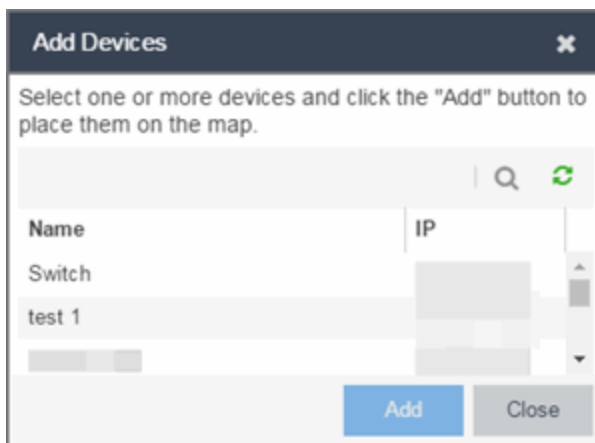 Add Devices
Select one or more devices and click the "Add" button to
place them on the map.
Name IP
Switch
test 1
Add Close